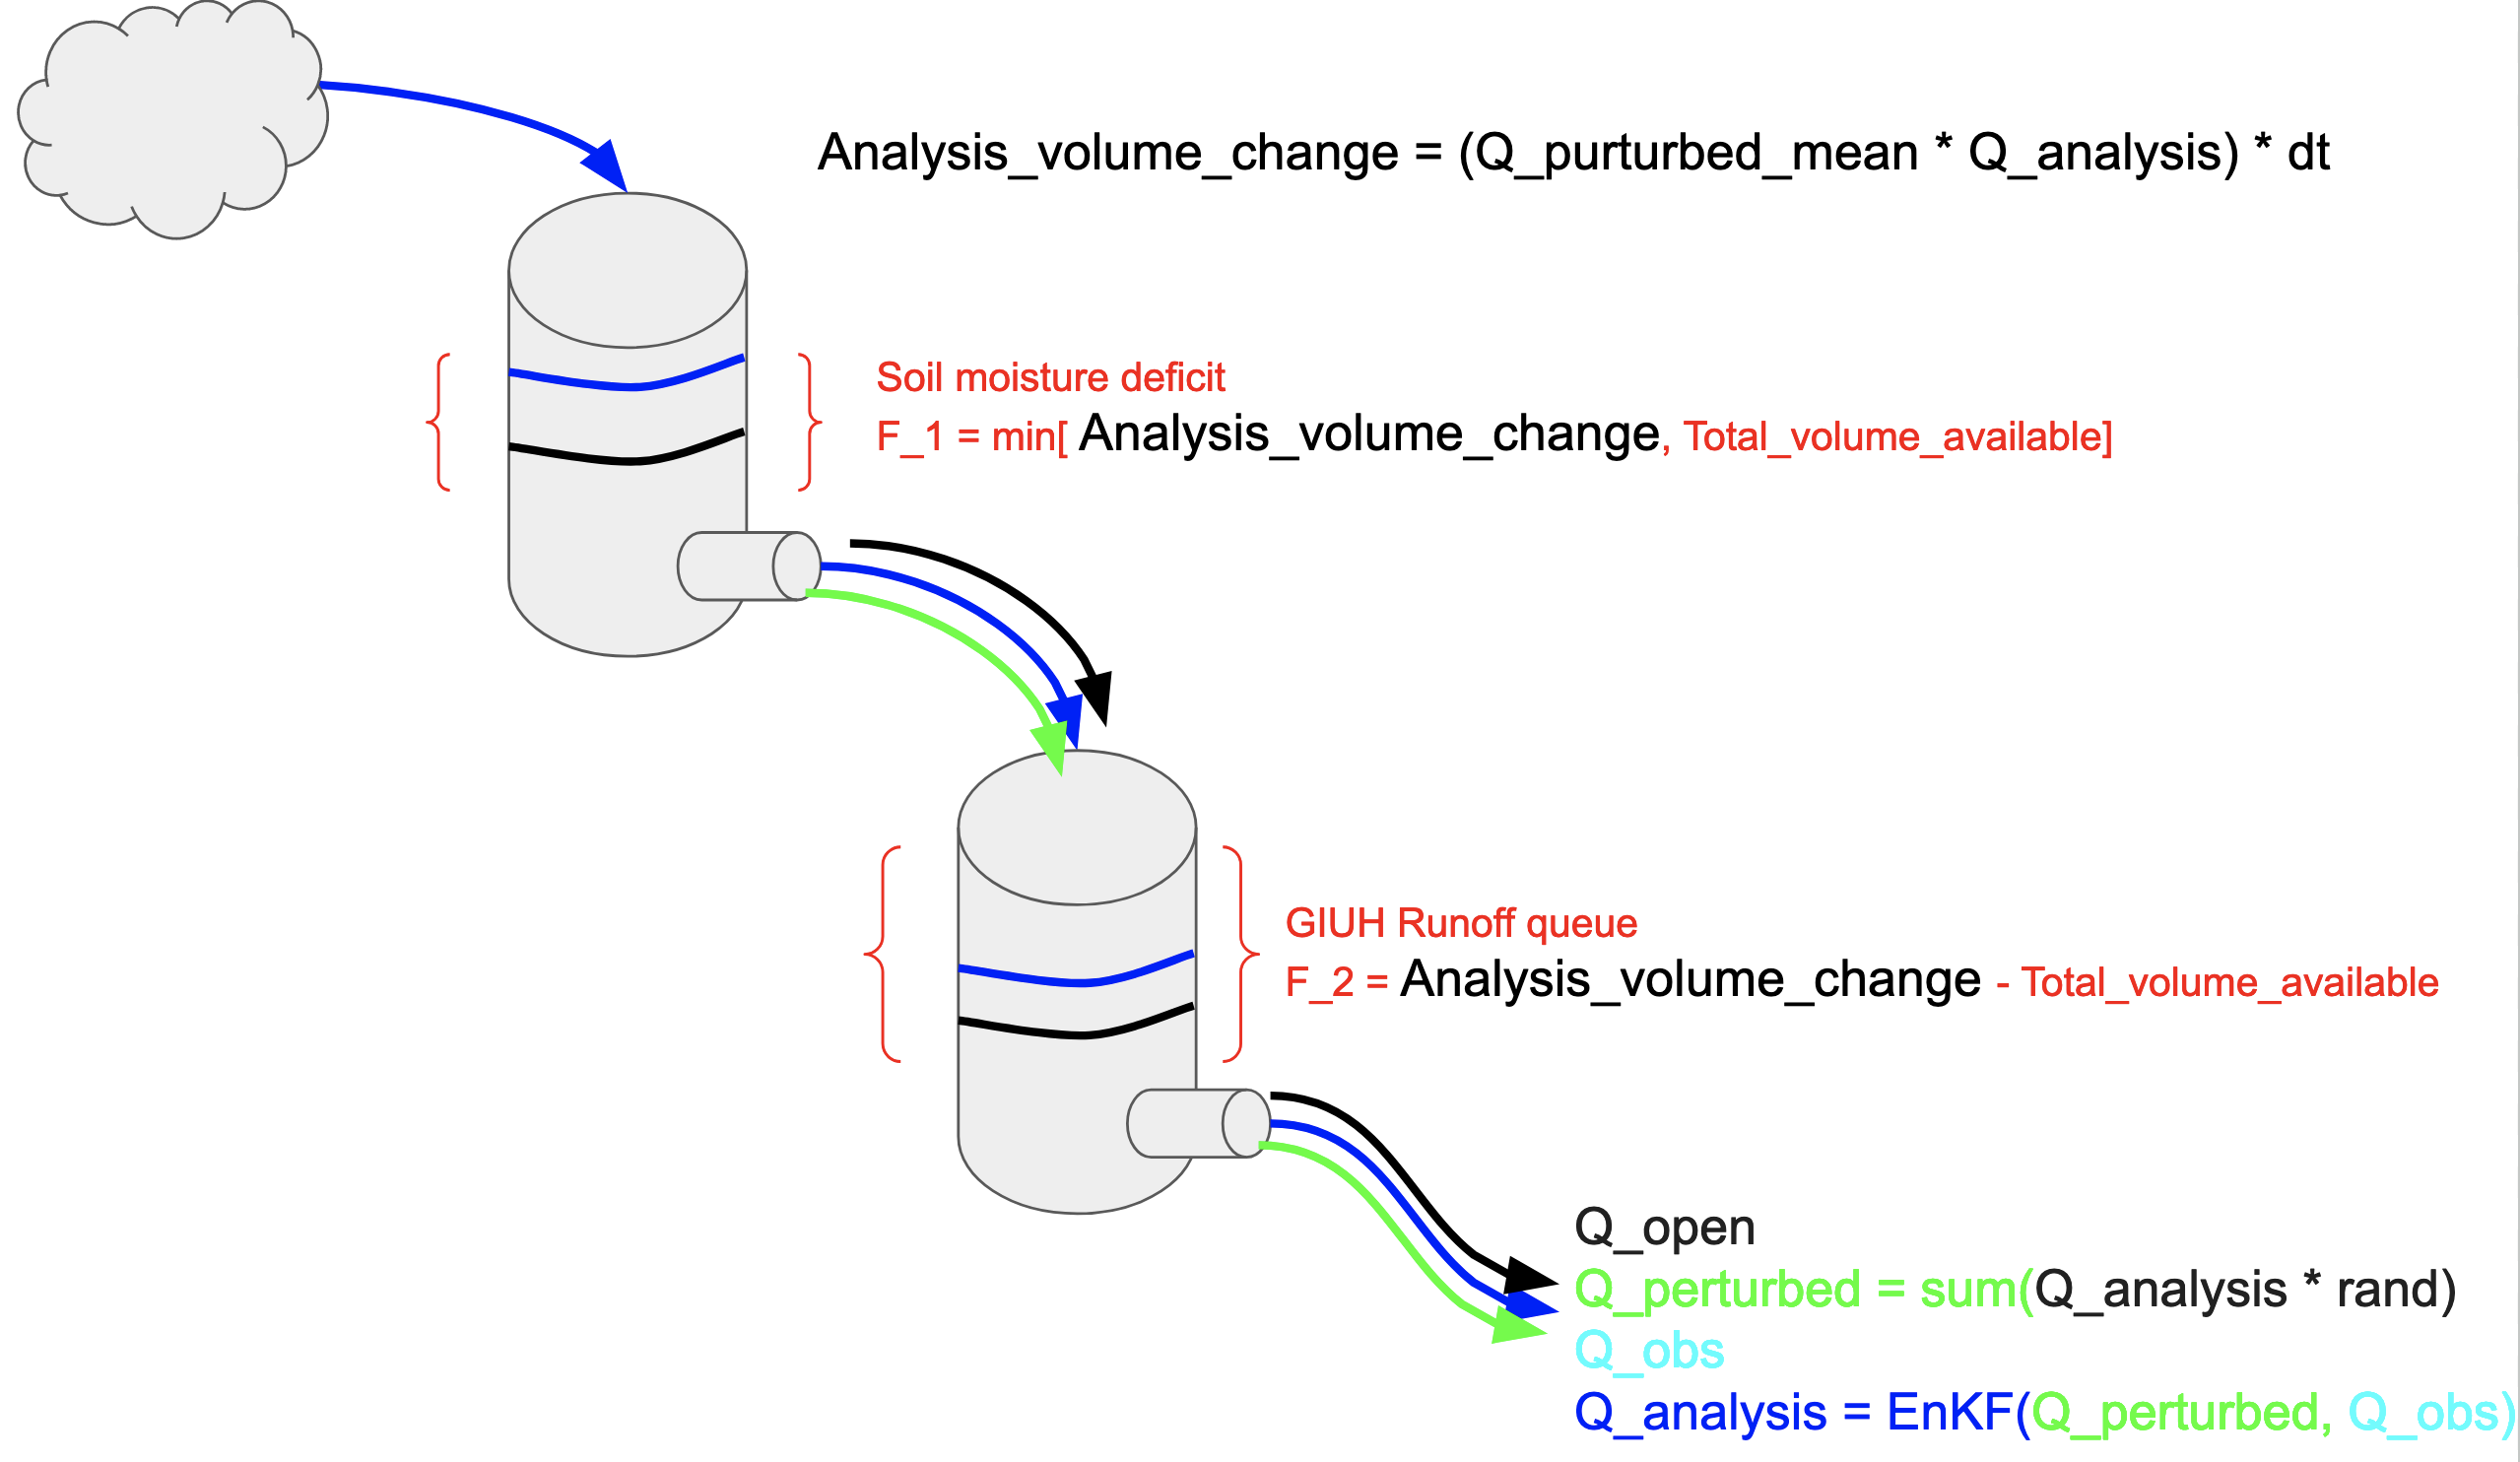 Analysis_volume_change = (Q_purturbed_mean * Q_analysis) * dt
Soil moisture deficit
F_1 = min[ Analysis_volume_change, Total_volume_available]
GIUH Runoff queue
F_2 = Analysis_volume_change - Total_volume_available
Q_open
Q_perturbed = sum(Q_analysis * rand)
Q_obs
Q_analysis = EnKF(Q_perturbed, Q_obs)